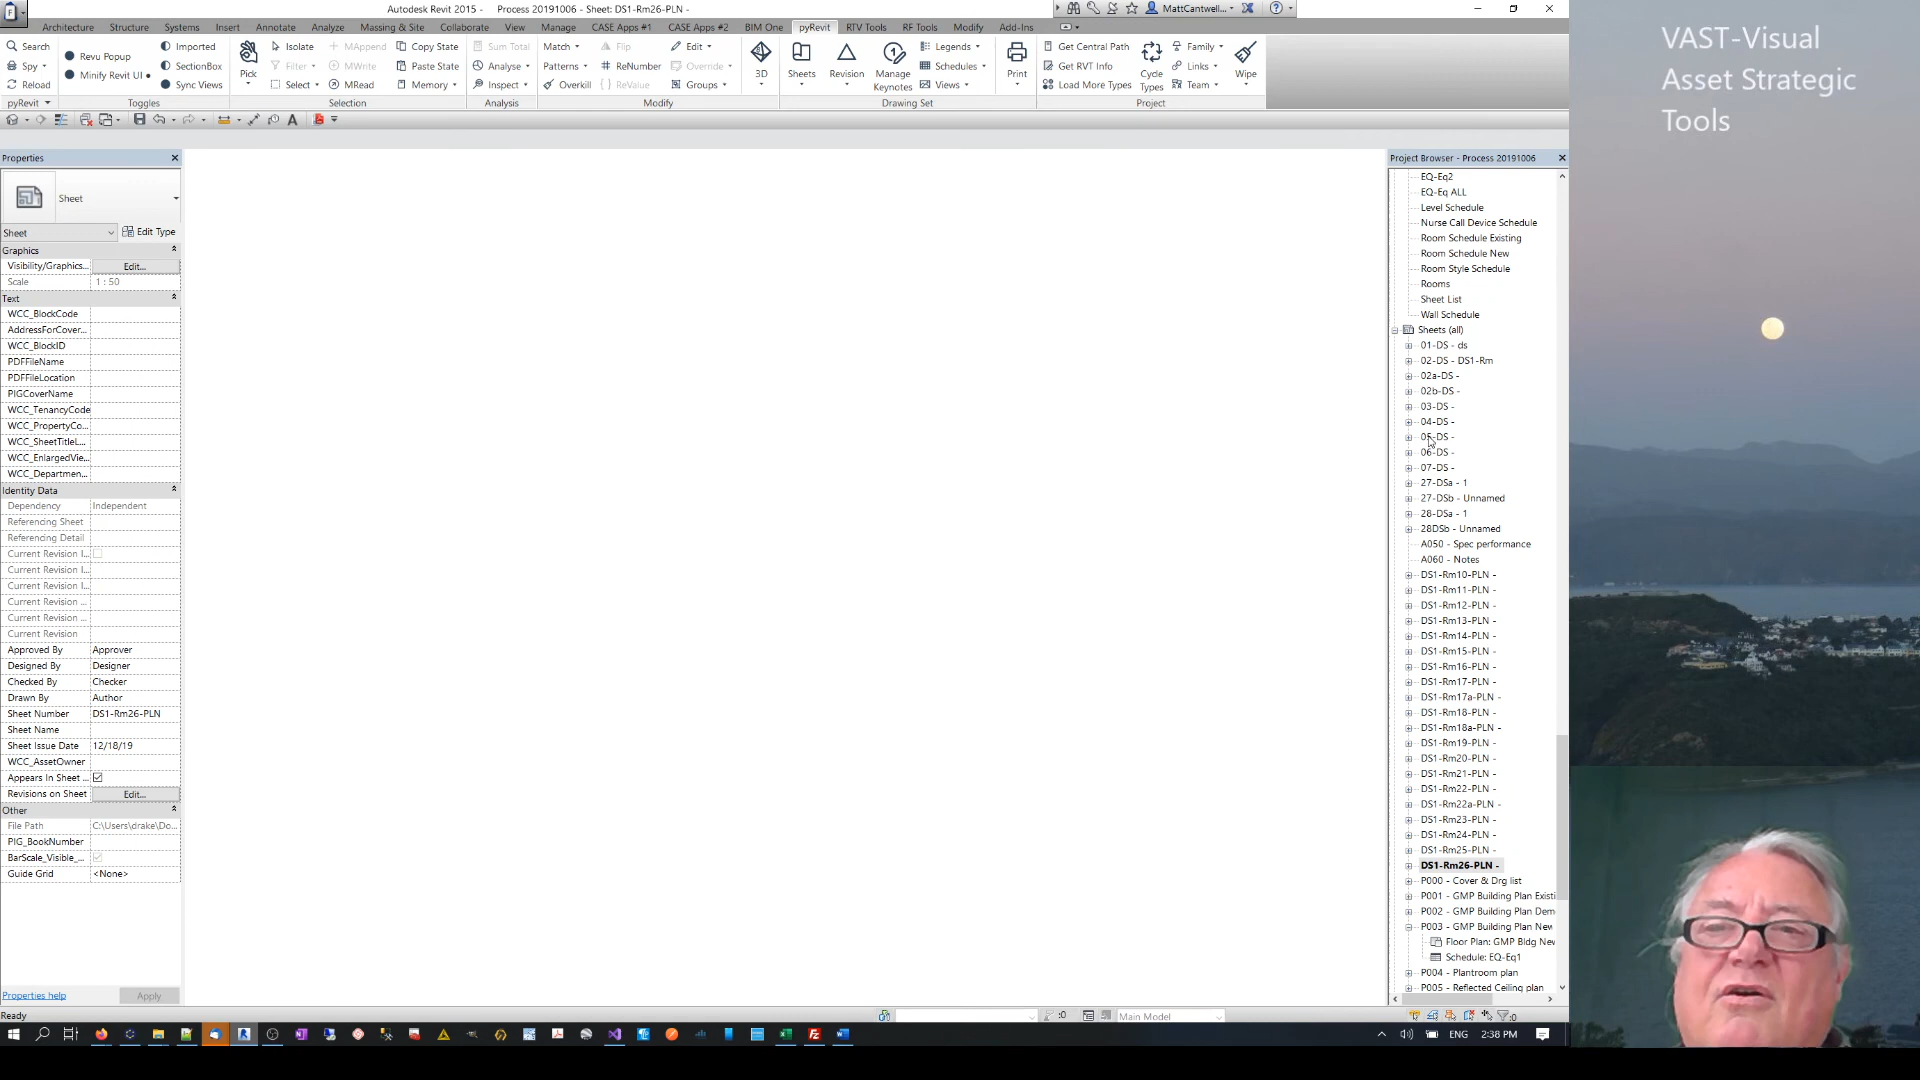 Autodesk Revit 2015 - Process 20191006 - Sheet: DS1-Rm26-PLN -
MattCantwell...
Architecture Structure Systems Insert Annotate Analyze Massing & Site Collaborate View Manage CASE Apps #1 CASE Apps #2 BIM One pyRevit RTV Tools RF Tools Modify Add-Ins
Search Revu Popup Imported Isolate MAppend Copy State Sum Total Match Flip Edit Legends Get Central Path Family
Spy Minify Revit UI SectionBox Pick Filter MWrite Paste State Analyse Patterns ReNumber Override 3D Sheets Revision Manage Keynotes Schedules Print Get RVT Info Cycle Types Links Wipe
Reload Sync Views Select MRead Memory Inspect Overkill ReValue Groups Views Load More Types Team
pyRevit Toggles Selection Analysis Modify Drawing Set Project
Properties
Sheet
Sheet Edit Type
Graphics
Visibility/Graphics... Edit...
Scale 1 : 50
Text
WCC_BlockCode
AddressForCover...
WCC_BlockID
PDFFileName
PDFFileLocation
PIGCoverName
WCC_TenancyCode
WCC_PropertyCo...
WCC_SheetTitleL...
WCC_EnlargedVie...
WCC_Departmen...
Identity Data
Dependency Independent
Referencing Sheet
Referencing Detail
Current Revision I...
Current Revision I...
Current Revision I...
Current Revision ...
Current Revision ...
Current Revision
Approved By Approver
Designed By Designer
Checked By Checker
Drawn By Author
Sheet Number DS1-Rm26-PLN
Sheet Name
Sheet Issue Date 12/18/19
WCC_AssetOwner
Appears In Sheet ...
Revisions on Sheet Edit...
Other
File Path C:\Users\drake\Do...
PIG_BookNumber
BarScale_Visible_...
Guide Grid <None>
Properties help Apply
Ready
:0 Main Model :0
Project Browser - Process 20191006
EQ-Eq2
EQ-Eq ALL
Level Schedule
Nurse Call Device Schedule
Room Schedule Existing
Room Schedule New
Room Style Schedule
Rooms
Sheet List
Wall Schedule
Sheets (all)
01-DS - ds
02-DS - DS1-Rm
02a-DS -
02b-DS -
03-DS -
04-DS -
05-DS -
06-DS -
07-DS -
27-DSa - 1
27-DSb - Unnamed
28-DSa - 1
28DSb - Unnamed
A050 - Spec performance
A060 - Notes
DS1-Rm10-PLN -
DS1-Rm11-PLN -
DS1-Rm12-PLN -
DS1-Rm13-PLN -
DS1-Rm14-PLN -
DS1-Rm15-PLN -
DS1-Rm16-PLN -
DS1-Rm17-PLN -
DS1-Rm17a-PLN -
DS1-Rm18-PLN -
DS1-Rm18a-PLN -
DS1-Rm19-PLN -
DS1-Rm20-PLN -
DS1-Rm21-PLN -
DS1-Rm22-PLN -
DS1-Rm22a-PLN -
DS1-Rm23-PLN -
DS1-Rm24-PLN -
DS1-Rm25-PLN -
DS1-Rm26-PLN -
P000 - Cover & Drg list
P001 - GMP Building Plan Existi
P002 - GMP Building Plan Dem
P003 - GMP Building Plan New
Floor Plan: GMP Bldg New
Schedule: EQ-Eq1
P004 - Plantroom plan
P005 - Reflected Ceiling plan
ENG 2:38 PM
VAST-Visual
Asset Strategic
Tools